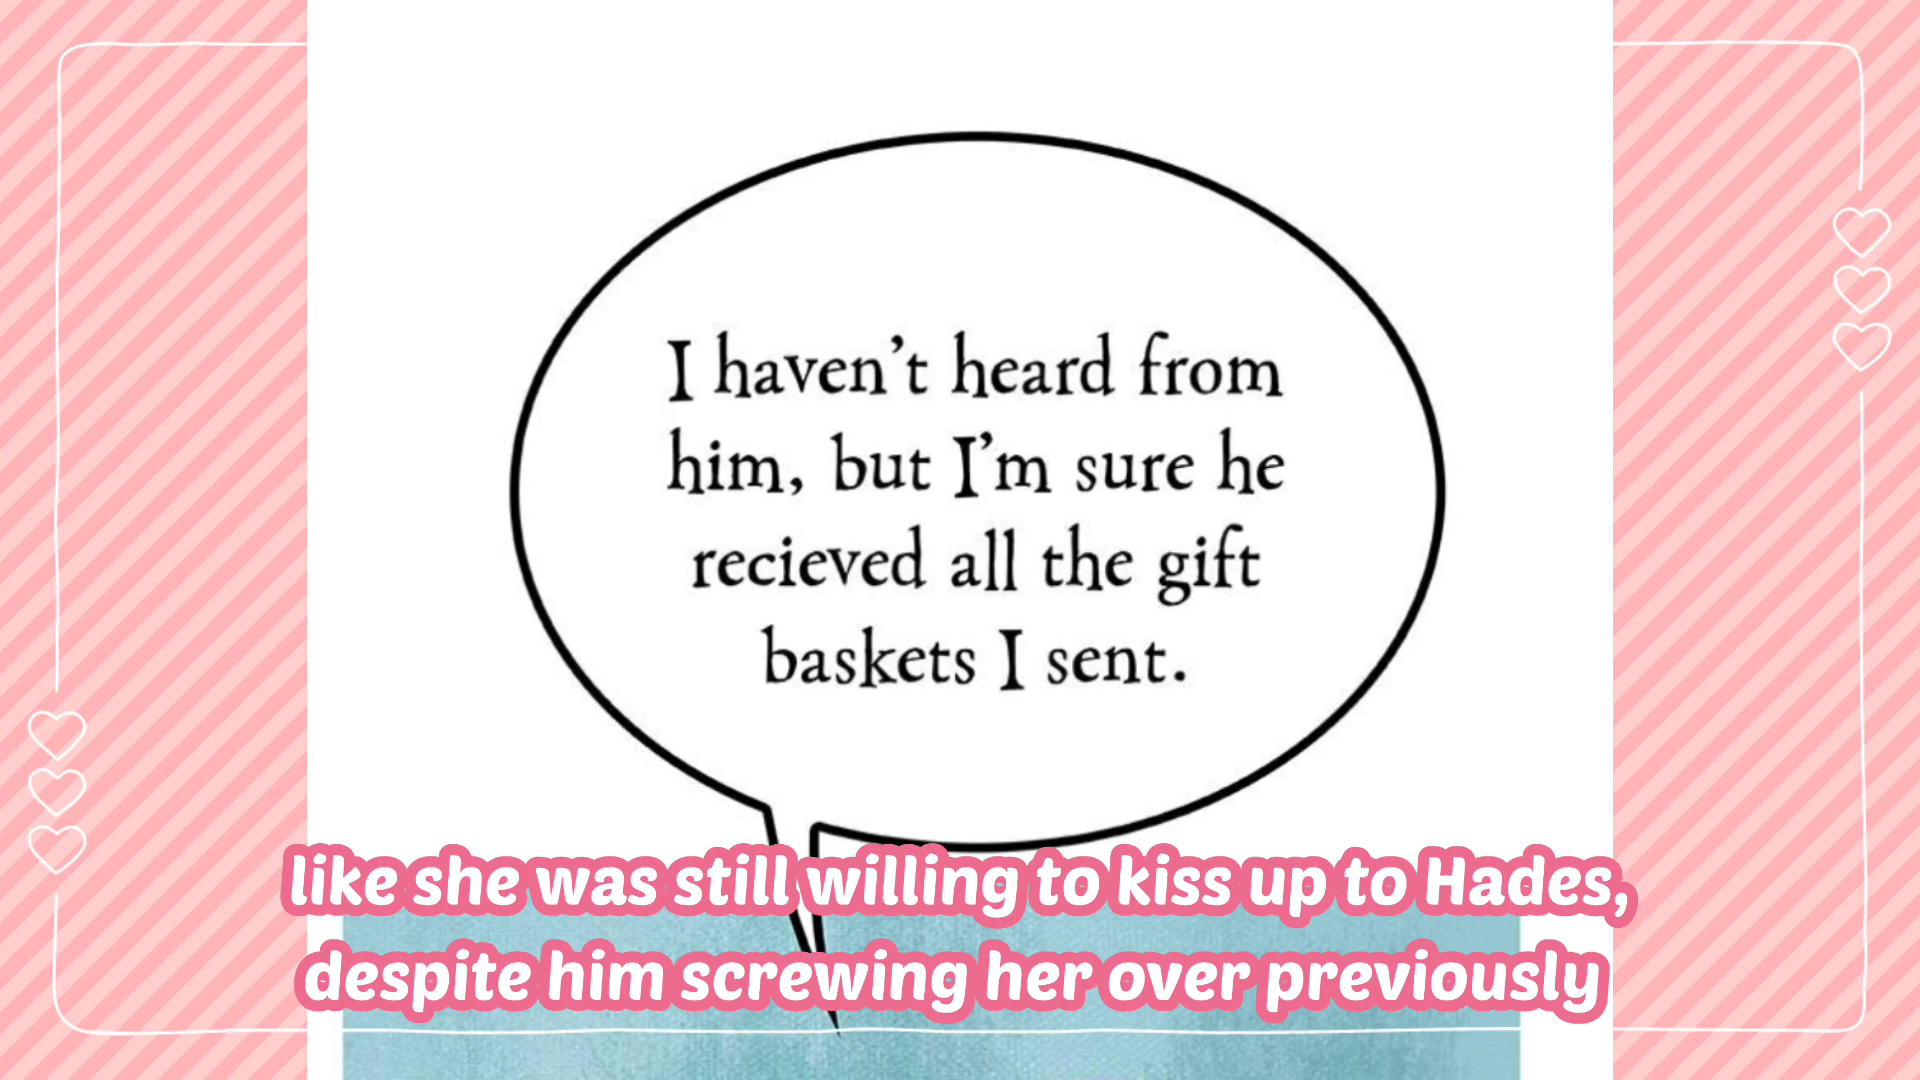 I haven't heard from
him, but I'm sure he
recieved all the gift
baskets I sent.
like she was still willing to kiss up to Hades,
despite him screwing her over previously